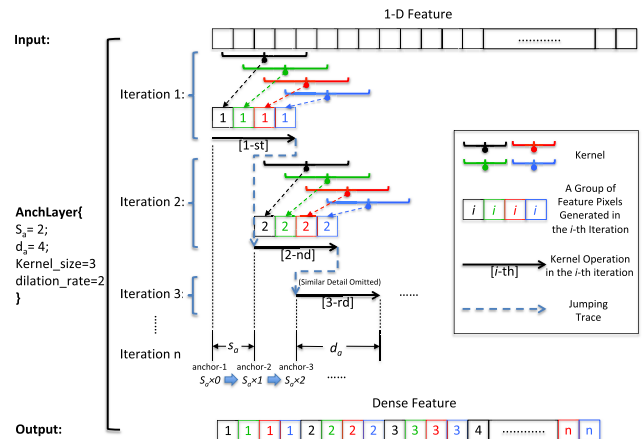 1-D Feature
Input:
............
Iteration 1:
1 1 1 1
[1-st]
Iteration 2:
2 2 2 2
[2-nd]
(Similar Detail Omitted)
Iteration 3:
[3-rd]
......
Iteration n
Sa
da
anchor-1 anchor-2 anchor-3
Sa×0 Sa×1 Sa×2 ......
AnchLayer{
Sa= 2;
da= 4;
Kernel_size=3
dilation_rate=2
}
Kernel
i i i i
A Group of
Feature Pixels
Generated in
the i-th Iteration
[i-th]
Kernel Operation
in the i-th iteration
Jumping
Trace
Dense Feature
Output:
1 1 1 1 2 2 2 2 3 3 3 3 4 ............ n n